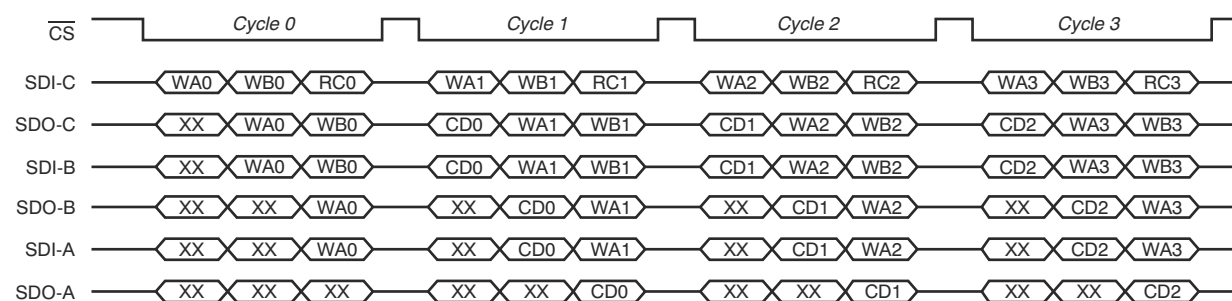 CS Cycle 0 Cycle 1 Cycle 2 Cycle 3
SDI-C WA0 WB0 RC0 WA1 WB1 RC1 WA2 WB2 RC2 WA3 WB3 RC3
SDO-C XX WA0 WB0 CD0 WA1 WB1 CD1 WA2 WB2 CD2 WA3 WB3
SDI-B XX WA0 WB0 CD0 WA1 WB1 CD1 WA2 WB2 CD2 WA3 WB3
SDO-B XX XX WA0 XX CD0 WA1 XX CD1 WA2 XX CD2 WA3
SDI-A XX XX WA0 XX CD0 WA1 XX CD1 WA2 XX CD2 WA3
SDO-A XX XX XX XX XX CD0 XX XX CD1 XX XX CD2